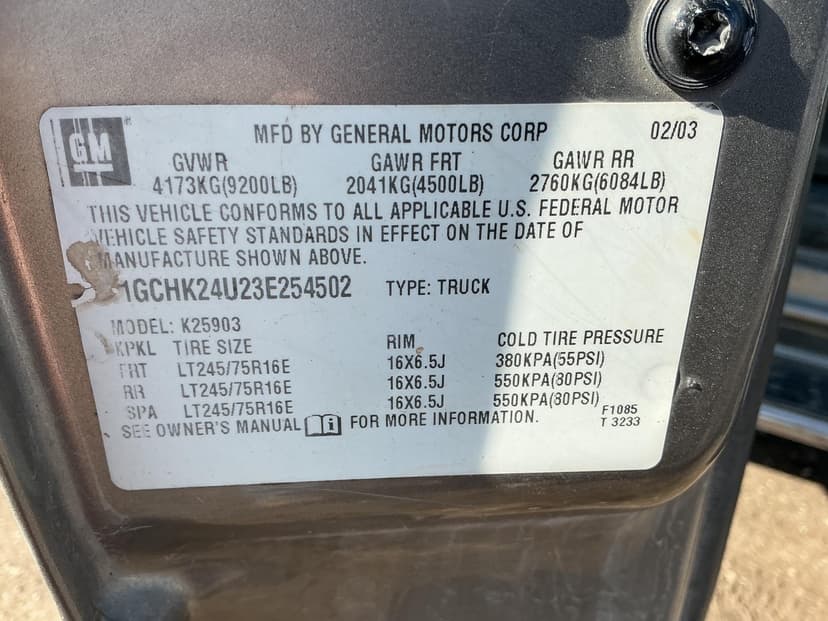 GM
MFD BY GENERAL MOTORS CORP 02/03
GVWR GAWR FRT GAWR RR
4173KG(9200LB) 2041KG(4500LB) 2760KG(6084LB)
THIS VEHICLE CONFORMS TO ALL APPLICABLE U.S. FEDERAL MOTOR
VEHICLE SAFETY STANDARDS IN EFFECT ON THE DATE OF
MANUFACTURE SHOWN ABOVE.
1GCHK24U23E254502 TYPE: TRUCK
MODEL: K25903
KPKL TIRE SIZE RIM COLD TIRE PRESSURE
FRT LT245/75R16E 16X6.5J 380KPA(55PSI)
RR LT245/75R16E 16X6.5J 550KPA(80PSI)
SPA LT245/75R16E 16X6.5J 550KPA(80PSI)
SEE OWNER'S MANUAL i FOR MORE INFORMATION.
F1085
T 3233